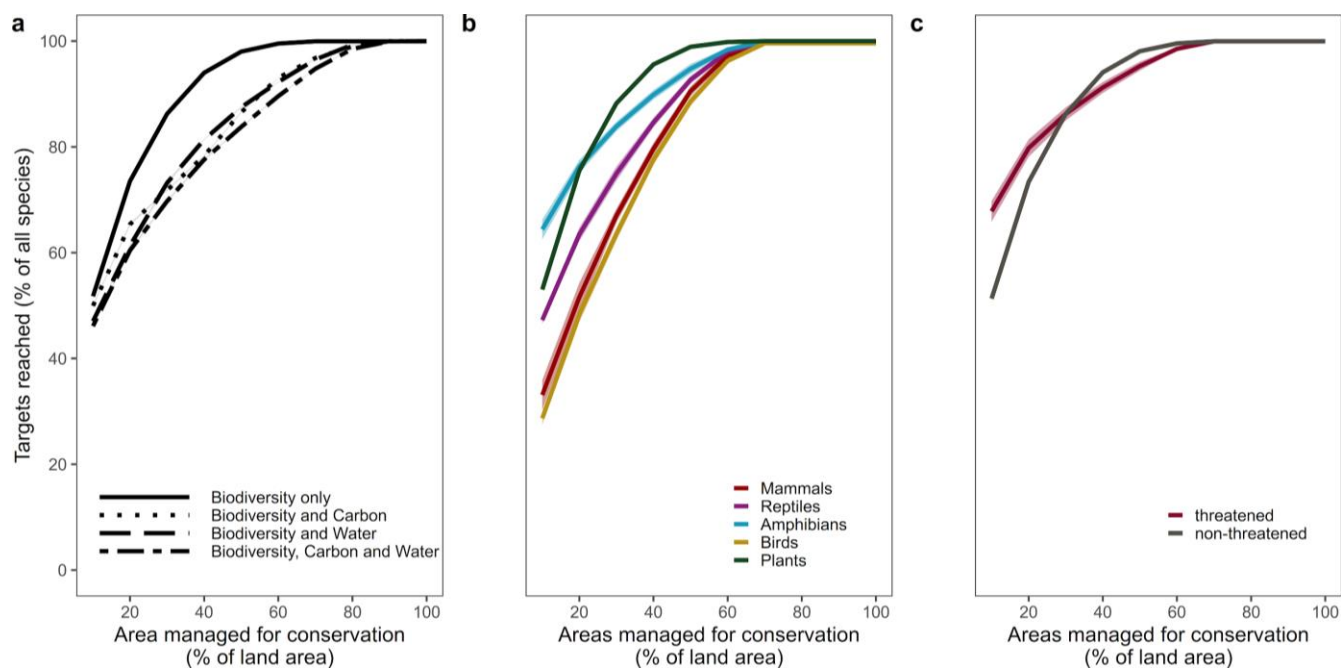 a
b
c
Targets reached (% of all species)
100
80
60
40
20
0
Biodiversity only
Biodiversity and Carbon
Biodiversity and Water
Biodiversity, Carbon and Water
20 40 60 80 100
Area managed for conservation
(% of land area)
Mammals
Reptiles
Amphibians
Birds
Plants
20 40 60 80 100
Areas managed for conservation
(% of land area)
threatened
non-threatened
20 40 60 80 100
Area managed for conservation
(% of land area)